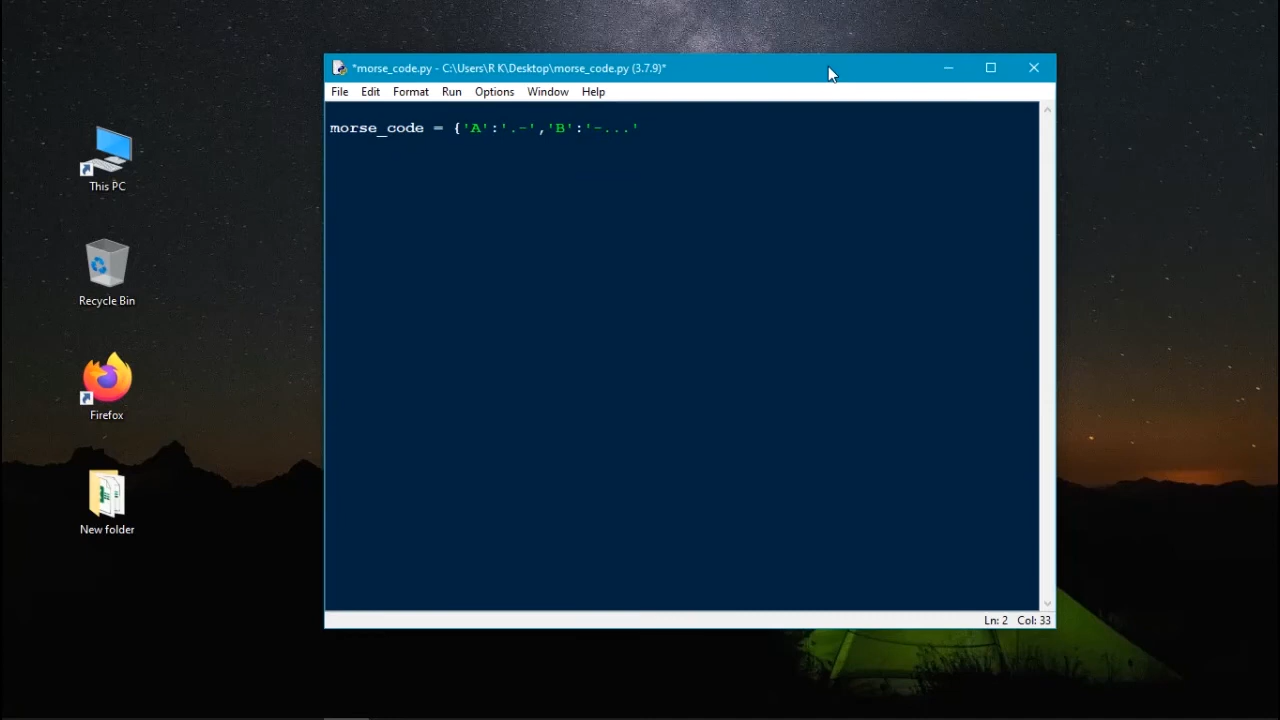 *morse_code.py - C:\Users\R K\Desktop\morse_code.py (3.7.9)*
File Edit Format Run Options Window Help
morse_code = {'A':'.-','B':'-...'
This PC
Recycle Bin
Firefox
New folder
Ln: 2 Col: 33